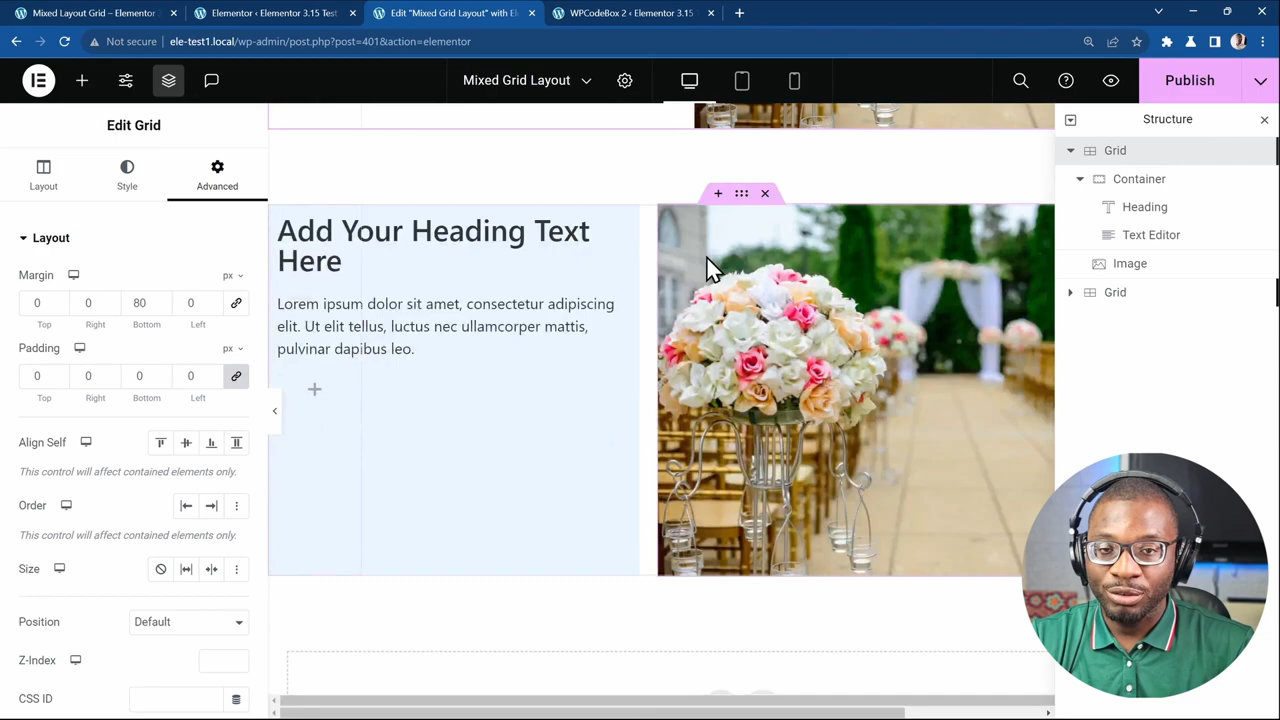 Mixed Layout Grid – Elementor 3.15
Elementor ‹ Elementor 3.15 Test
Edit "Mixed Grid Layout" with El
WPCodeBox 2 ‹ Elementor 3.15 T
Not secure
ele-test1.local/wp-admin/post.php?post=401&action=elementor
Mixed Grid Layout
Publish
Edit Grid
Structure
Layout
Style
Advanced
Grid
Container
Heading
Text Editor
Image
Grid
Layout
Margin
px
0
0
80
0
Top
Right
Bottom
Left
Padding
px
0
0
0
0
Top
Right
Bottom
Left
Align Self
This control will affect contained elements only.
Order
This control will affect contained elements only.
Size
Position
Default
Z-Index
CSS ID
Add Your Heading Text
Here
Lorem ipsum dolor sit amet, consectetur adipiscing
elit. Ut elit tellus, luctus nec ullamcorper mattis,
pulvinar dapibus leo.